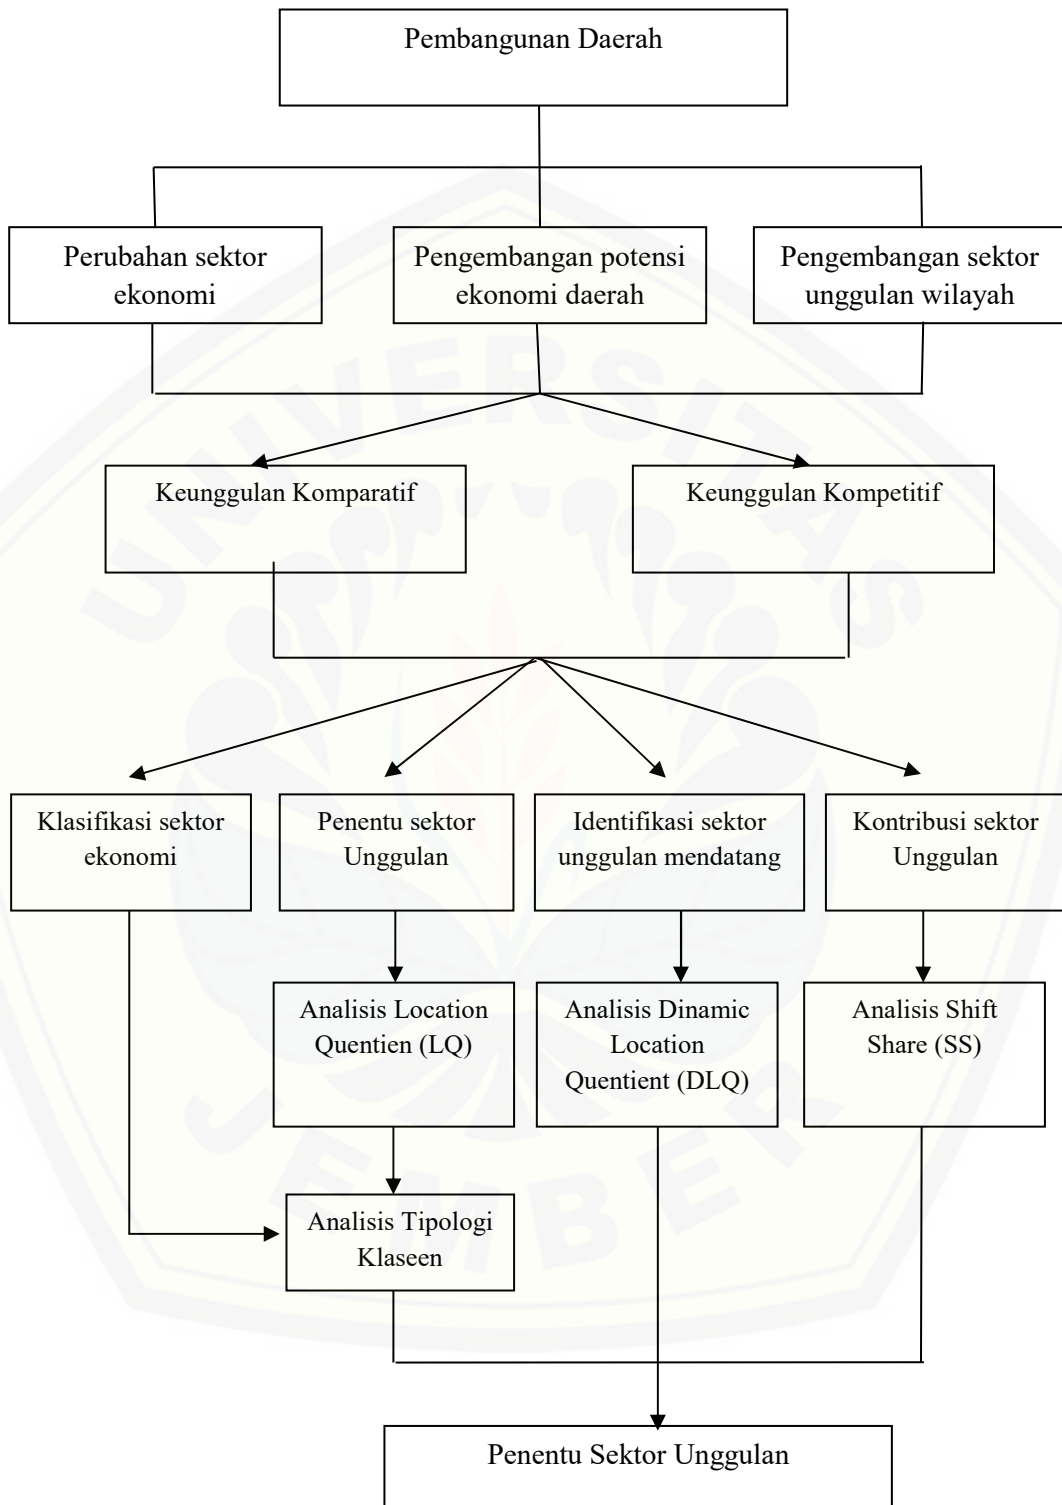 Pembangunan Daerah
Perubahan sektor
ekonomi
Pengembangan potensi
ekonomi daerah
Pengembangan sektor
unggulan wilayah
Keunggulan Komparatif
Keunggulan Kompetitif
Klasifikasi sektor
ekonomi
Penentu sektor
Unggulan
Identifikasi sektor
unggulan mendatang
Kontribusi sektor
Unggulan
Analisis Location
Quentien (LQ)
Analisis Dinamic
Location
Quentient (DLQ)
Analisis Shift
Share (SS)
Analisis Tipologi
Klaseen
Penentu Sektor Unggulan
UNIVERSITAS
JEMBER